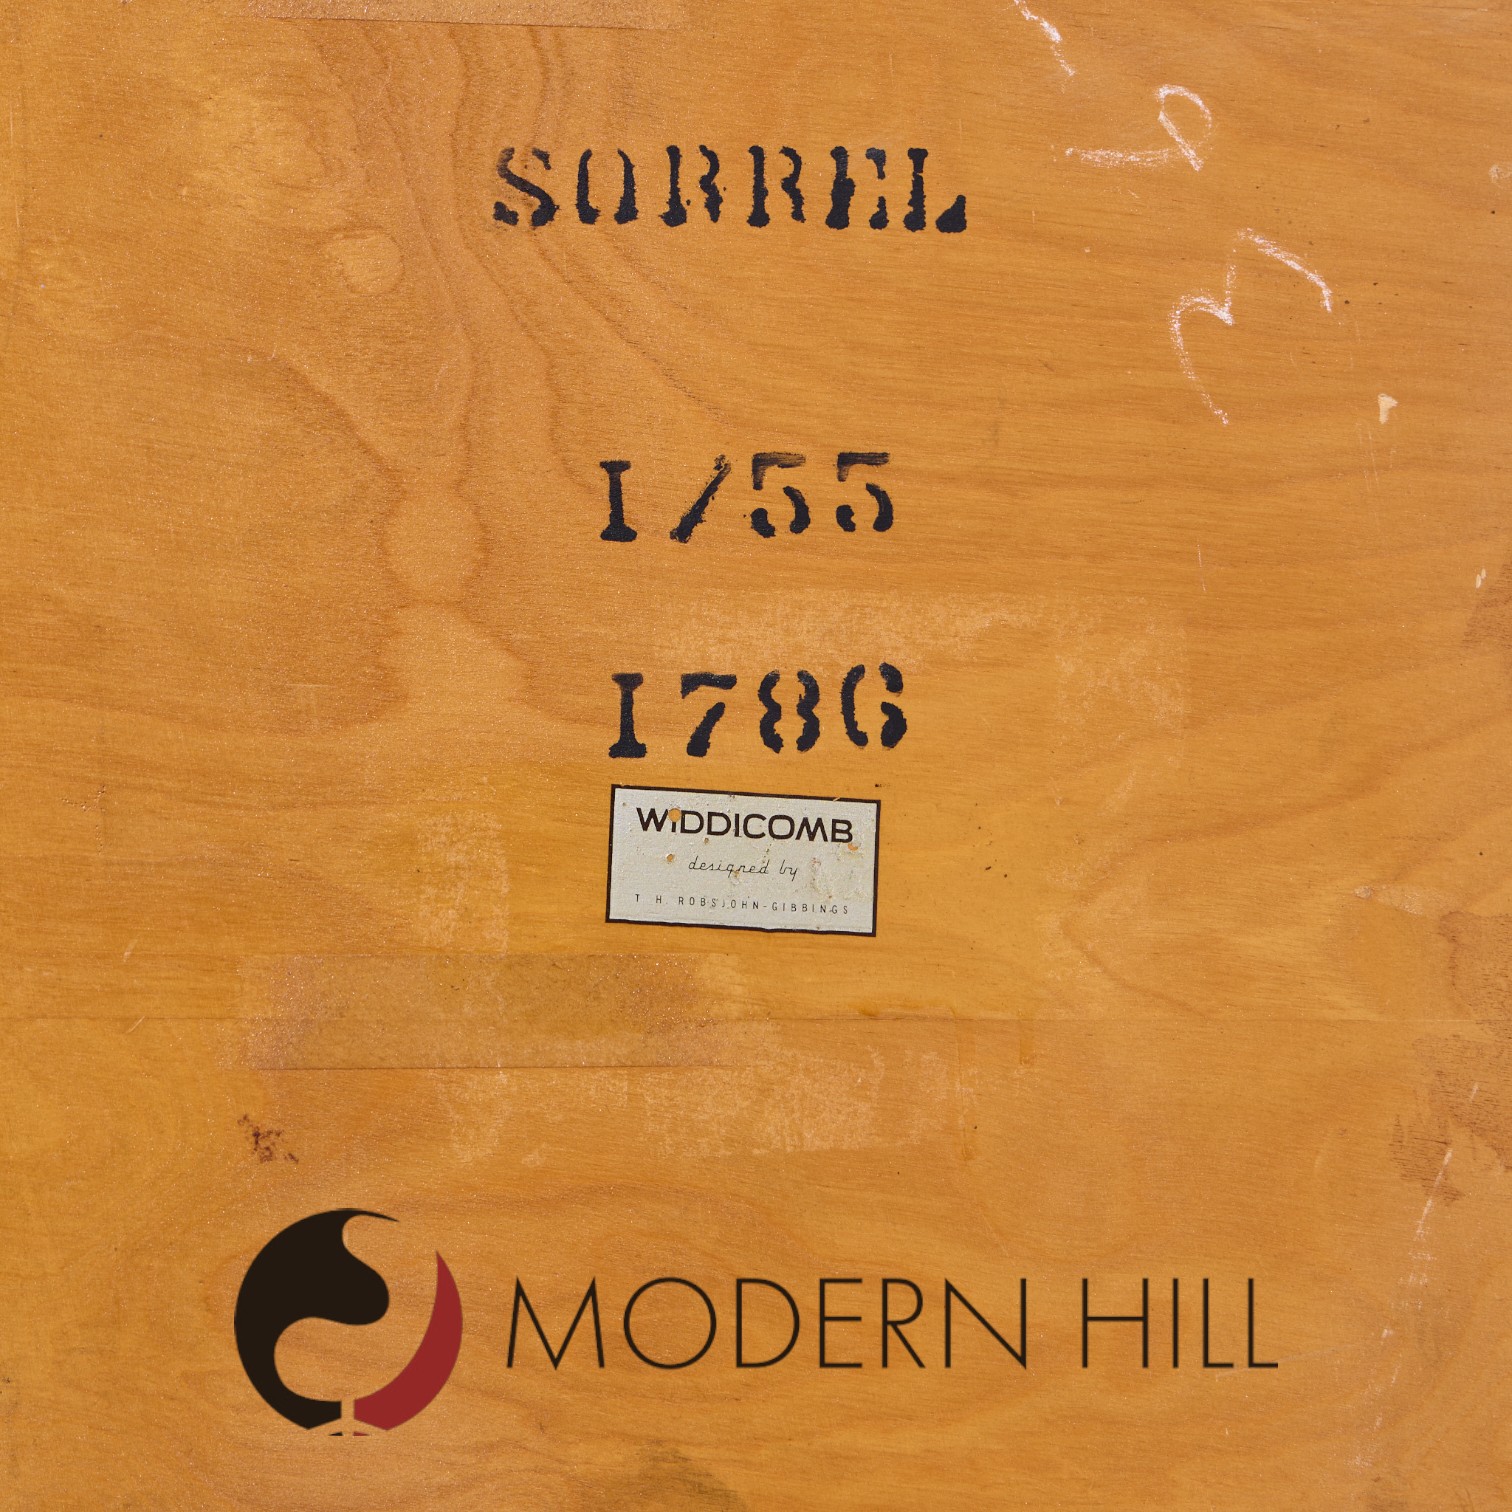 SORREL
1/55
1786
WIDDICOMB
designed by
T. H. ROBSJOHN-GIBBINGS
MODERN HILL